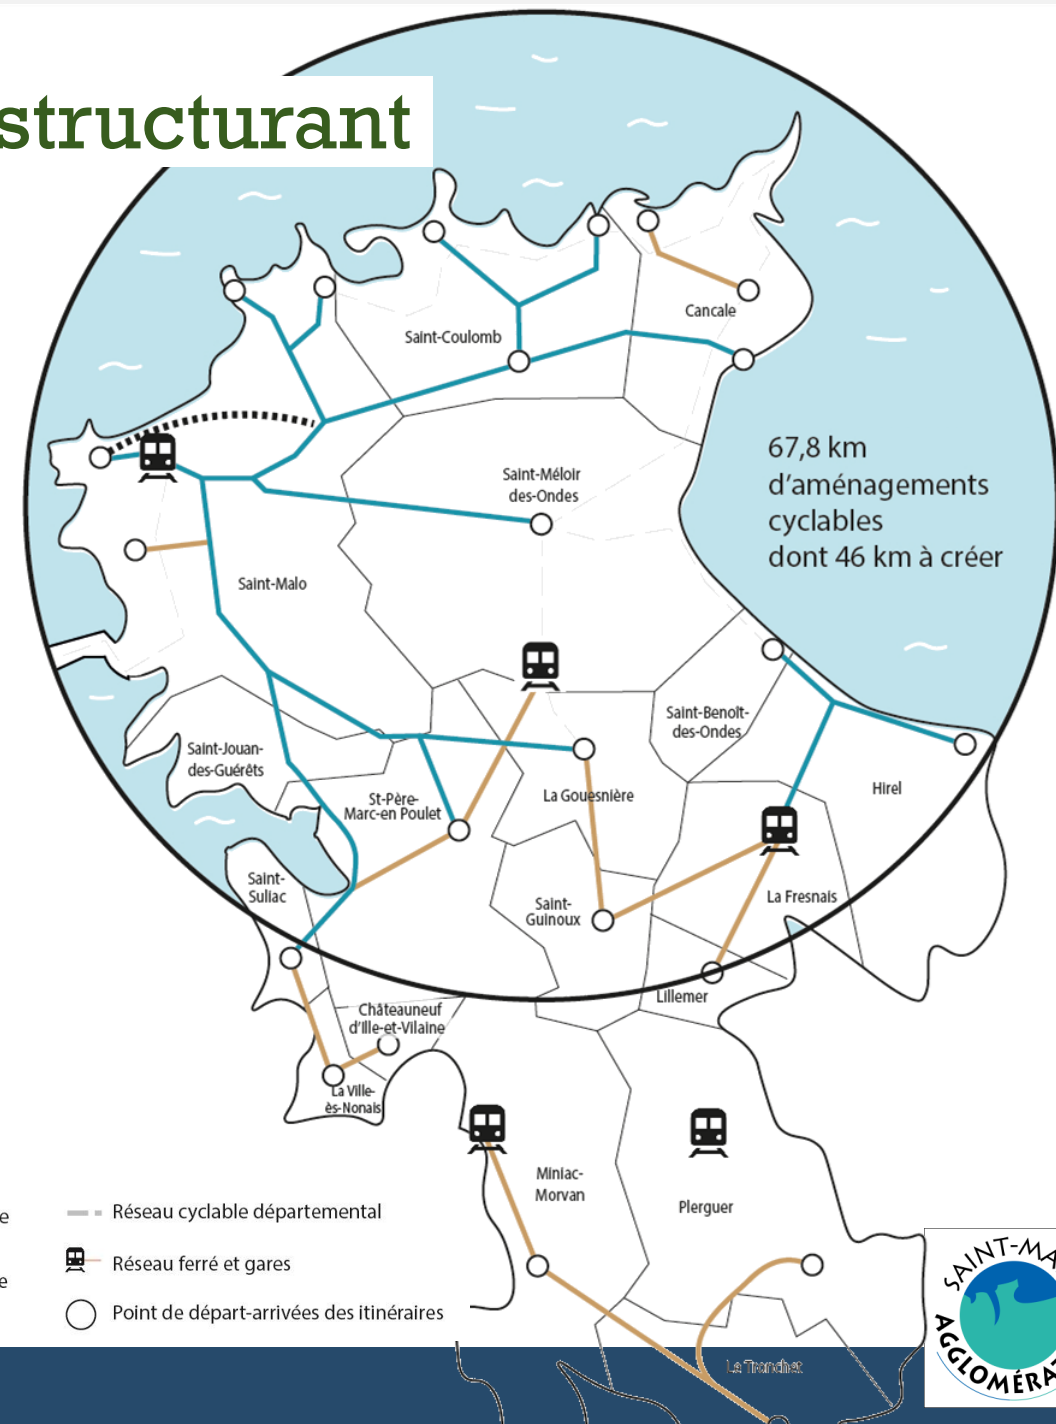 structurant
Cancale
Saint-Coulomb
67,8 km
d'aménagements
cyclables
dont 46 km à créer
Saint-Méloir
des-Ondes
Saint-Malo
Saint-Benoît-
des-Ondes
Saint-Jouan-
des-Guérêts
St-Père-
Marc-en Poulet
La Gouesnière
Hirel
Saint-
Suliac
Saint-
Guinoux
La Fresnais
Lillemer
Châteauneuf
d'Ille-et-Vilaine
La Ville-
ès-Nonais
Miniac-
Morvan
Plerguer
Le Tronchet
e
Réseau cyclable départemental
e
Réseau ferré et gares
Point de départ-arrivées des itinéraires
SAINT-MA
AGGLOMÉRA